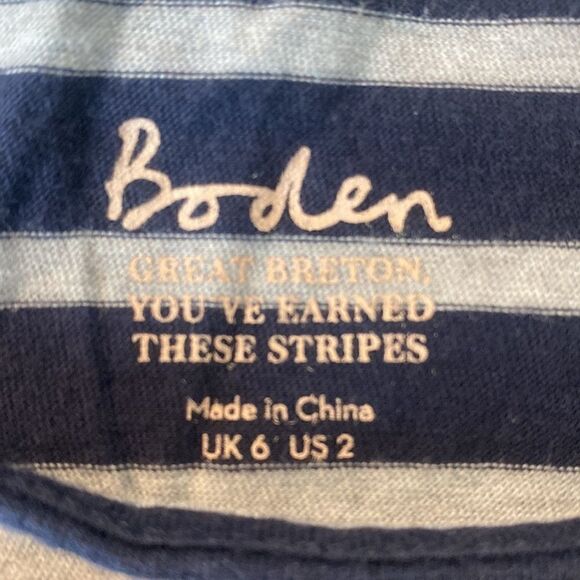 Boden
GREAT BRETON,
YOU'VE EARNED
THESE STRIPES
Made in China
UK 6 US 2